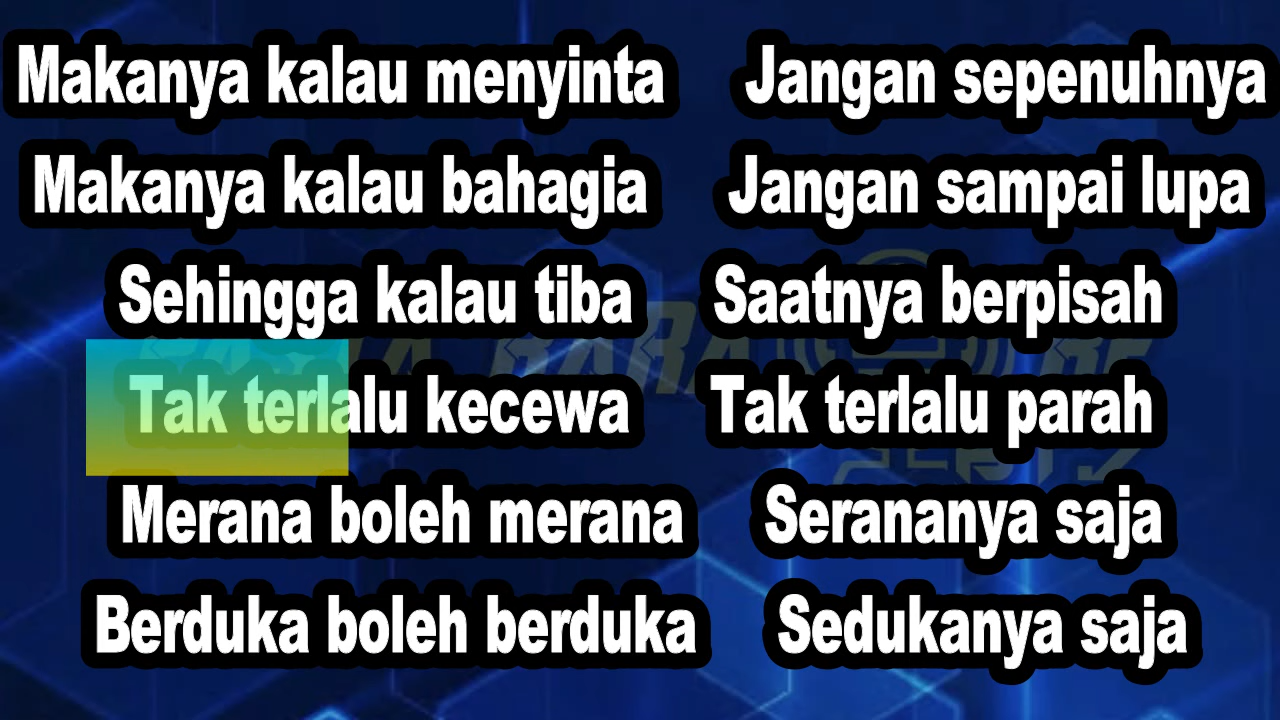 Makanya kalau menyinta Jangan sepenuhnya
Makanya kalau bahagia Jangan sampai lupa
Sehingga kalau tiba Saatnya berpisah
Tak terlalu kecewa Tak terlalu parah
Merana boleh merana Serananya saja
Berduka boleh berduka Sedukanya saja